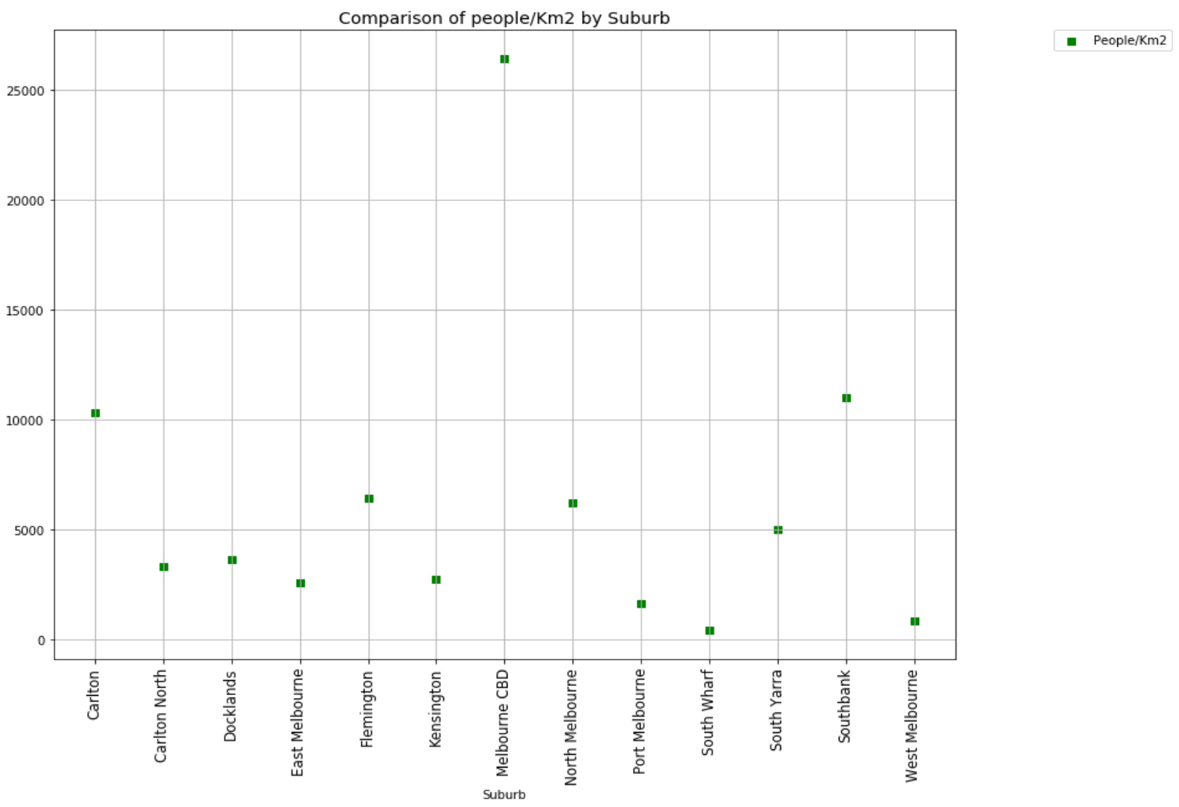 Comparison of people/Km2 by Suburb
People/Km2
25000
20000
15000
10000
5000
0
Carlton
Carlton North
Docklands
East Melbourne
Flemington
Kensington
Melbourne CBD
North Melbourne
Port Melbourne
South Wharf
South Yarra
Southbank
West Melbourne
Suburb